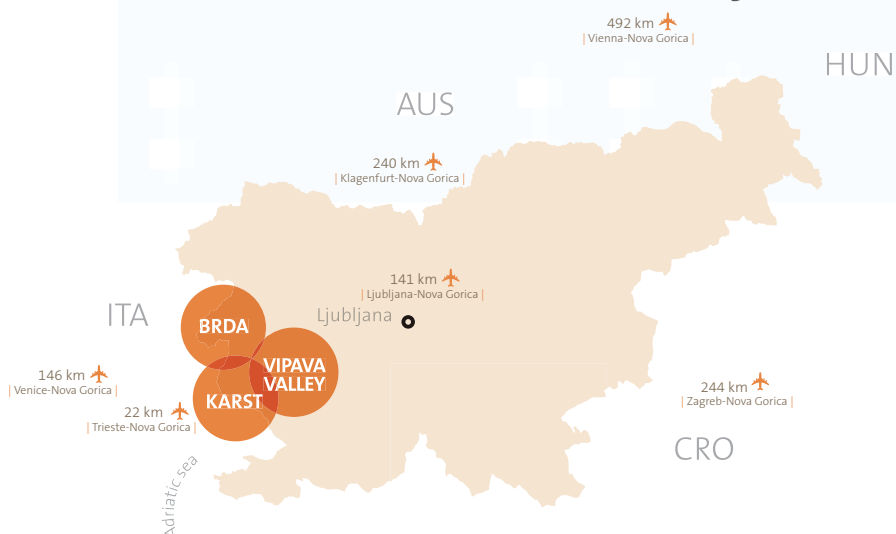 492 km
| Vienna-Nova Gorica |
HUN
AUS
240 km
| Klagenfurt-Nova Gorica |
141 km
| Ljubljana-Nova Gorica |
ITA
Ljubljana
BRDA
VIPAVA
VALLEY
KARST
146 km
| Venice-Nova Gorica |
22 km
| Trieste-Nova Gorica |
244 km
| Zagreb-Nova Gorica |
CRO
Adriatic sea